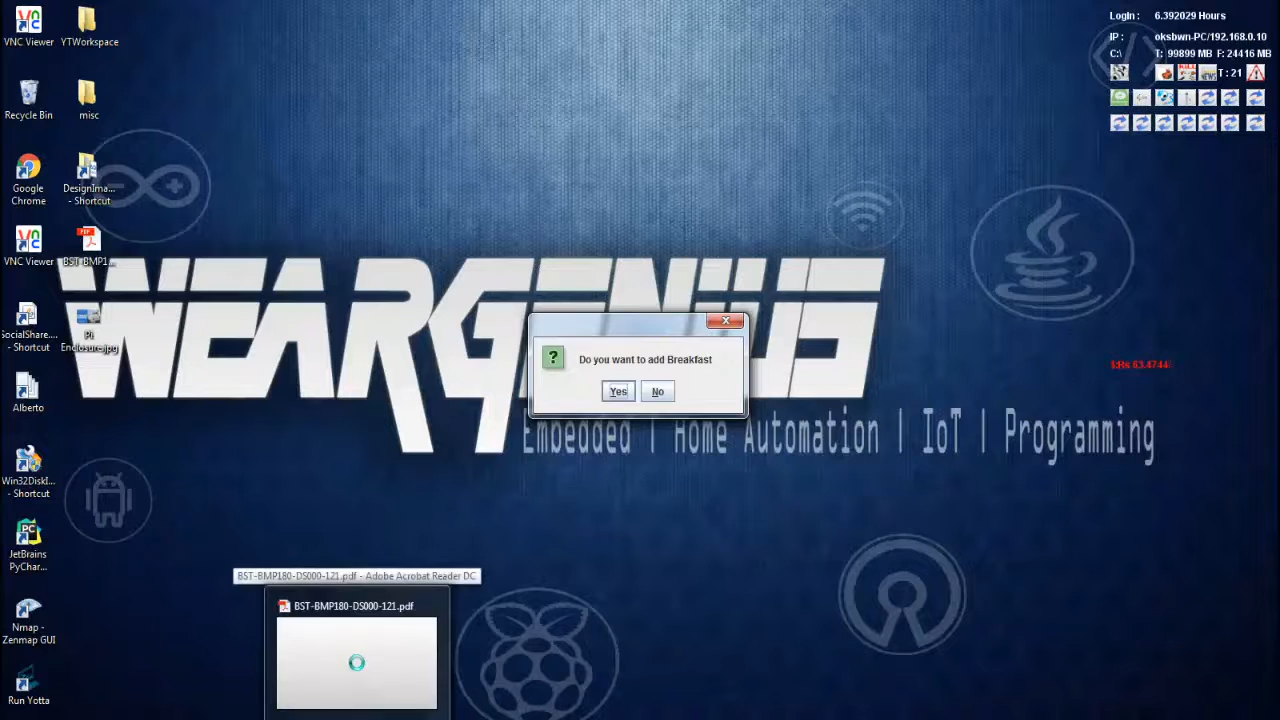 VNC Viewer
YTWorkspace
Recycle Bin
misc
Google
Chrome
DesignIma...
- Shortcut
VNC Viewer
BST-BMP1...
SocialShare....
- Shortcut
Pi
Enclosure.jpg
Alberto
Win32DiskI...
- Shortcut
JetBrains
PyChar...
Nmap -
Zenmap GUI
Run Yotta
Login : 6.392029 Hours
IP : oksbwn-PC/192.168.0.10
C:\ T: 99899 MB F: 24416 MB
T : 21
WEARGENIUS
Embedded | Home Automation | IoT | Programming
Do you want to add Breakfast
Yes
No
$:Rs 63.4744/
BST-BMP180-DS000-121.pdf - Adobe Acrobat Reader DC
BST-BMP180-DS000-121.pdf